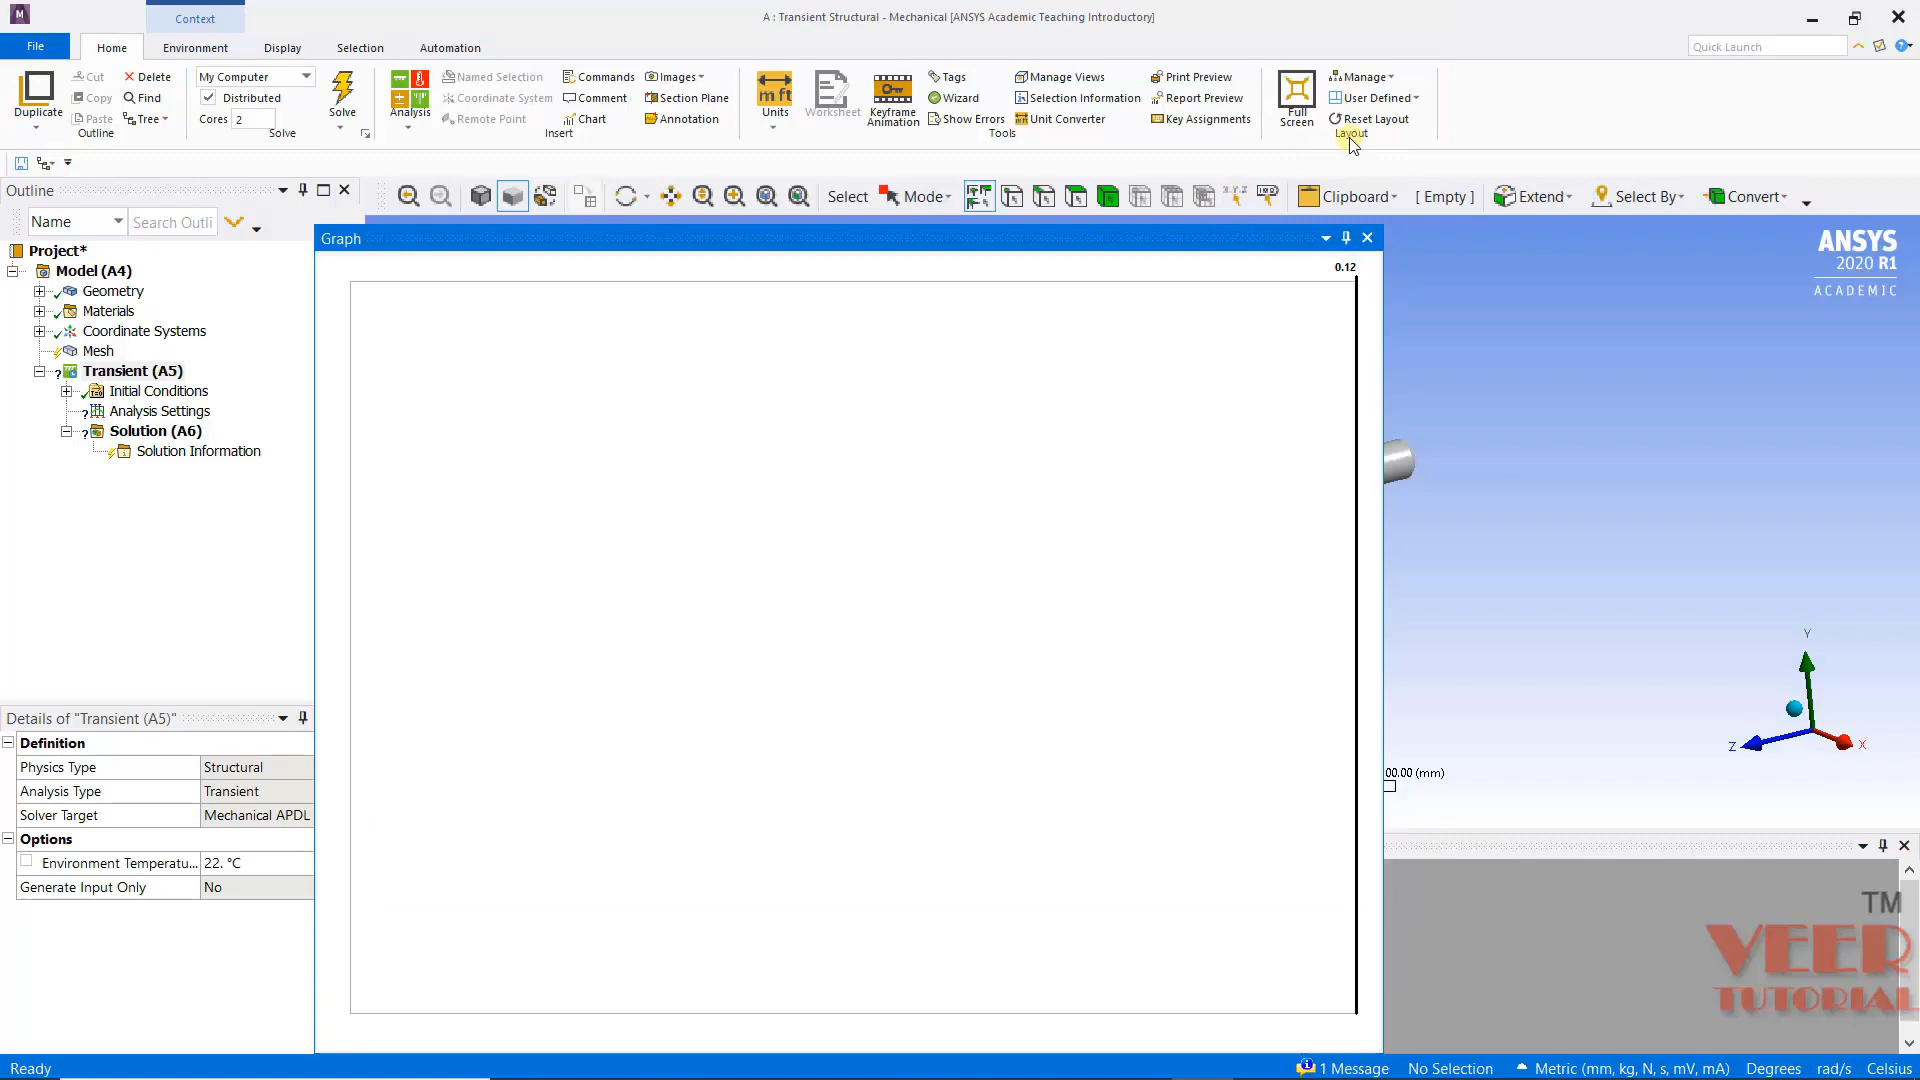 Context
A : Transient Structural - Mechanical [ANSYS Academic Teaching Introductory]
File
Home
Environment
Display
Selection
Automation
Quick Launch
Duplicate
Cut
Copy
Paste
Delete
Find
Tree
Outline
My Computer
Distributed
Cores 2
Solve
Solve
Analysis
Named Selection
Coordinate System
Remote Point
Commands
Comment
Chart
Images
Section Plane
Annotation
Insert
m ft
Units
Worksheet
Keyframe
Animation
Tags
Wizard
Show Errors
Manage Views
Selection Information
Unit Converter
Print Preview
Report Preview
Key Assignments
Tools
Full
Screen
Manage
User Defined
Reset Layout
Layout
Outline
Name
Search Outli
Select
Mode
Clipboard
[ Empty ]
Extend
Select By
Convert
Project*
Model (A4)
Geometry
Materials
Coordinate Systems
Mesh
Transient (A5)
Initial Conditions
Analysis Settings
Solution (A6)
Solution Information
Graph
0.12
ANSYS
2020 R1
ACADEMIC
Y
Z
X
00.00 (mm)
Details of "Transient (A5)"
Definition
Physics Type Structural
Analysis Type Transient
Solver Target Mechanical APDL
Options
Environment Temperatu... 22. °C
Generate Input Only No
TM
VEER
TUTORIAL
Ready
1 Message
No Selection
Metric (mm, kg, N, s, mV, mA)
Degrees
rad/s
Celsius